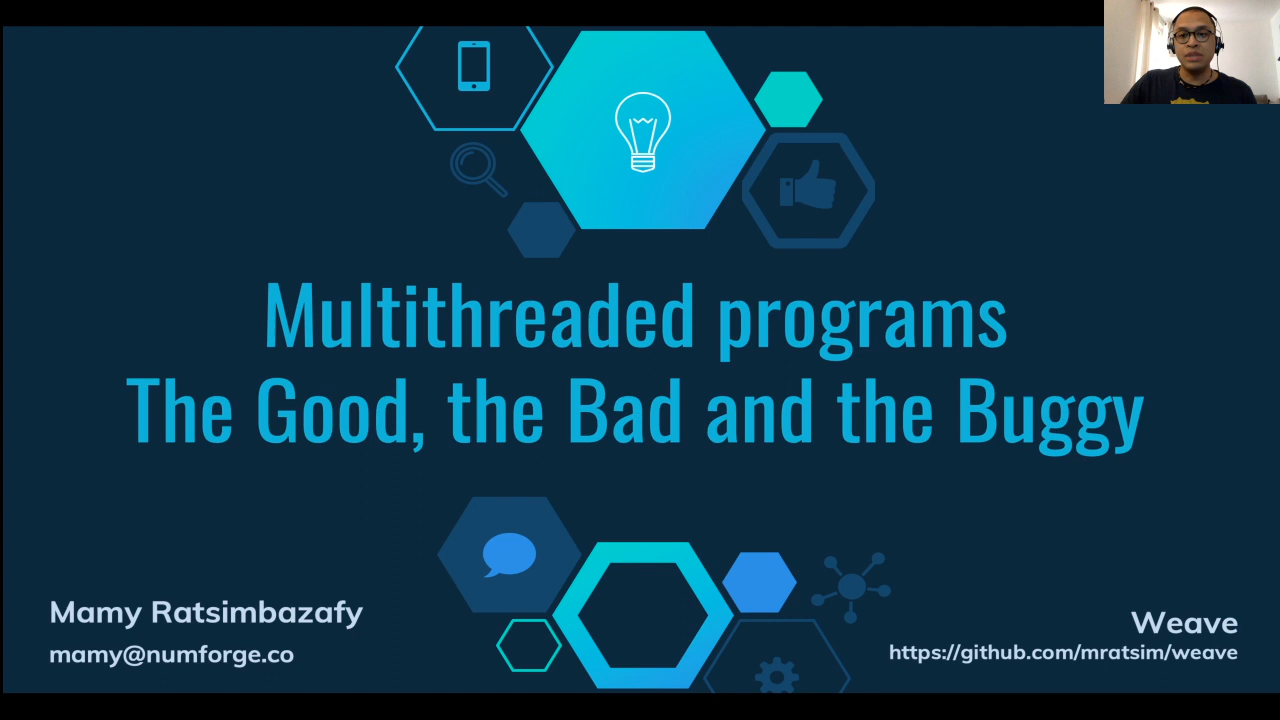 Multithreaded programs
The Good, the Bad and the Buggy
Mamy Ratsimbazafy
mamy@numforge.co
Weave
https://github.com/mratsim/weave